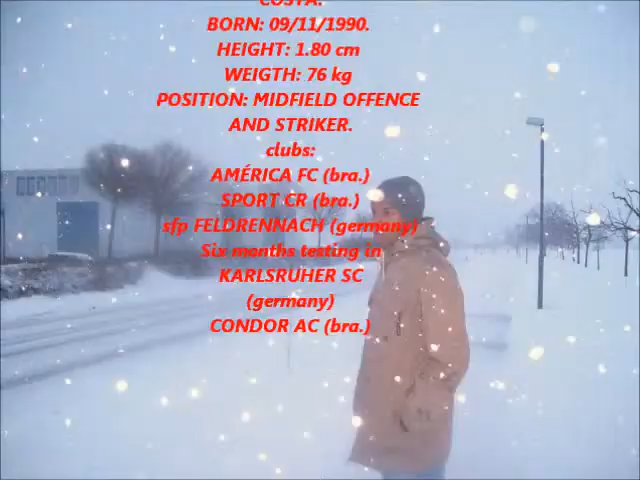 COSTA.
BORN: 09/11/1990.
HEIGHT: 1.80 cm
WEIGTH: 76 kg
POSITION: MIDFIELD OFFENCE
AND STRIKER.
clubs:
AMÉRICA FC (bra.)
SPORT CR (bra.)
sfp FELDRENNACH (germany)
Six months testing in
KARLSRUHER SC
(germany)
CONDOR AC (bra.)